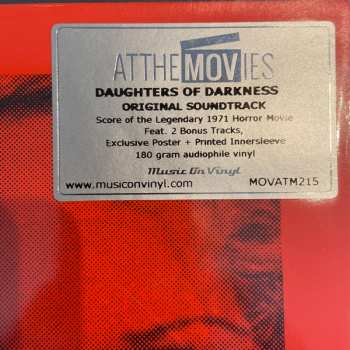 ATTHEMOVIES
DAUGHTERS OF DARKNESS
ORIGINAL SOUNDTRACK
Score of the Legendary 1971 Horror Movie
Feat. 2 Bonus Tracks,
Exclusive Poster + Printed Innersleeve
180 gram audiophile vinyl
Music On Vinyl
www.musiconvinyl.com MOVATM215